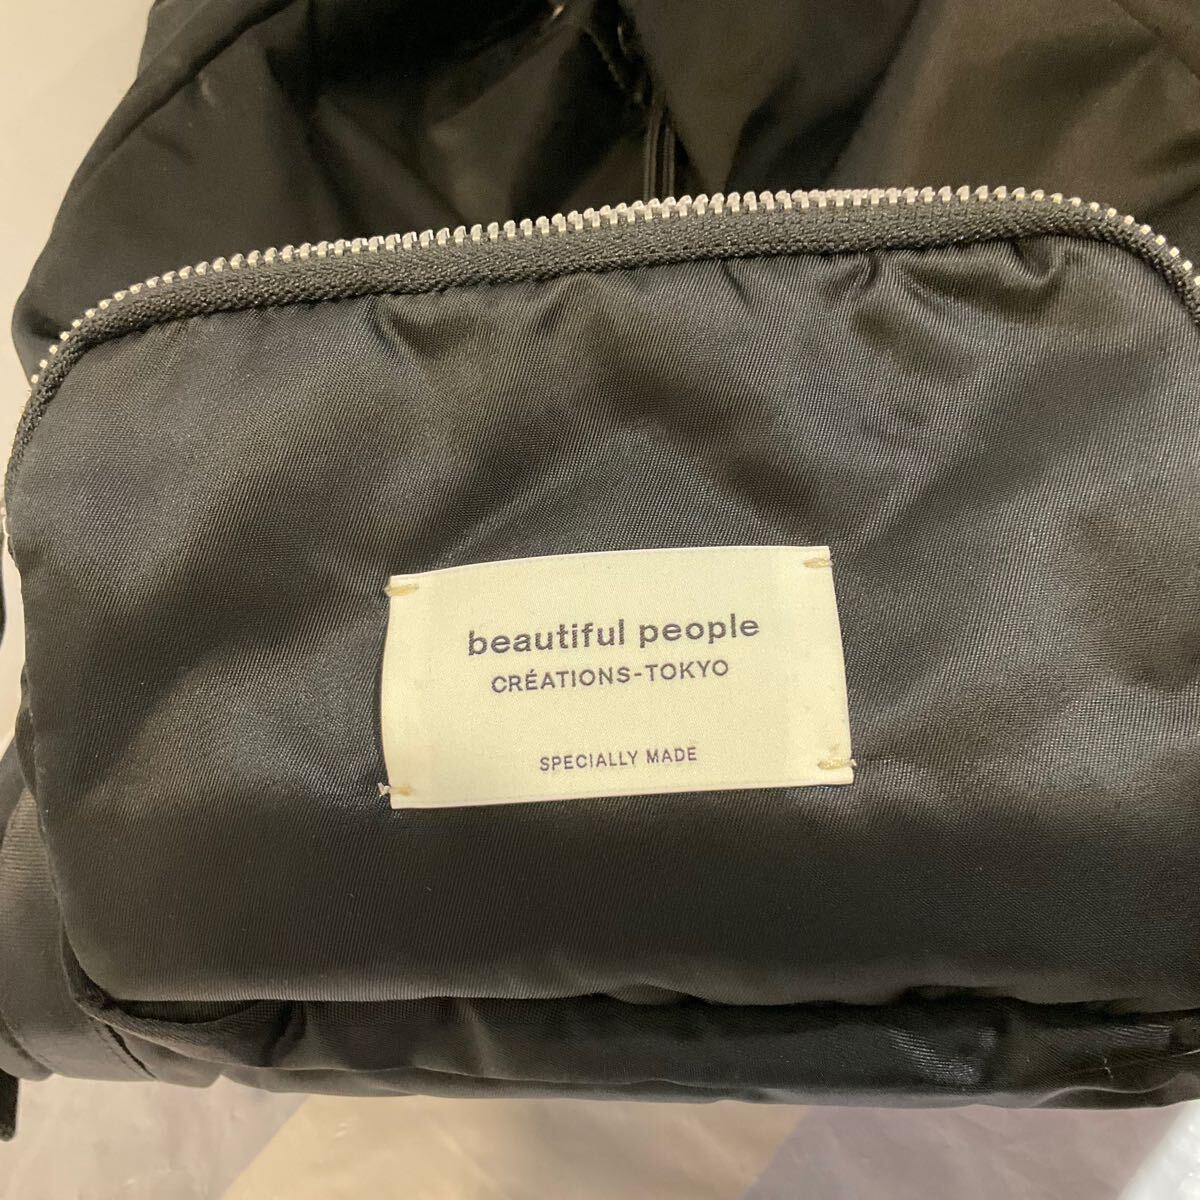 beautiful people
CRÉATIONS-TOKYO
SPECIALLY MADE